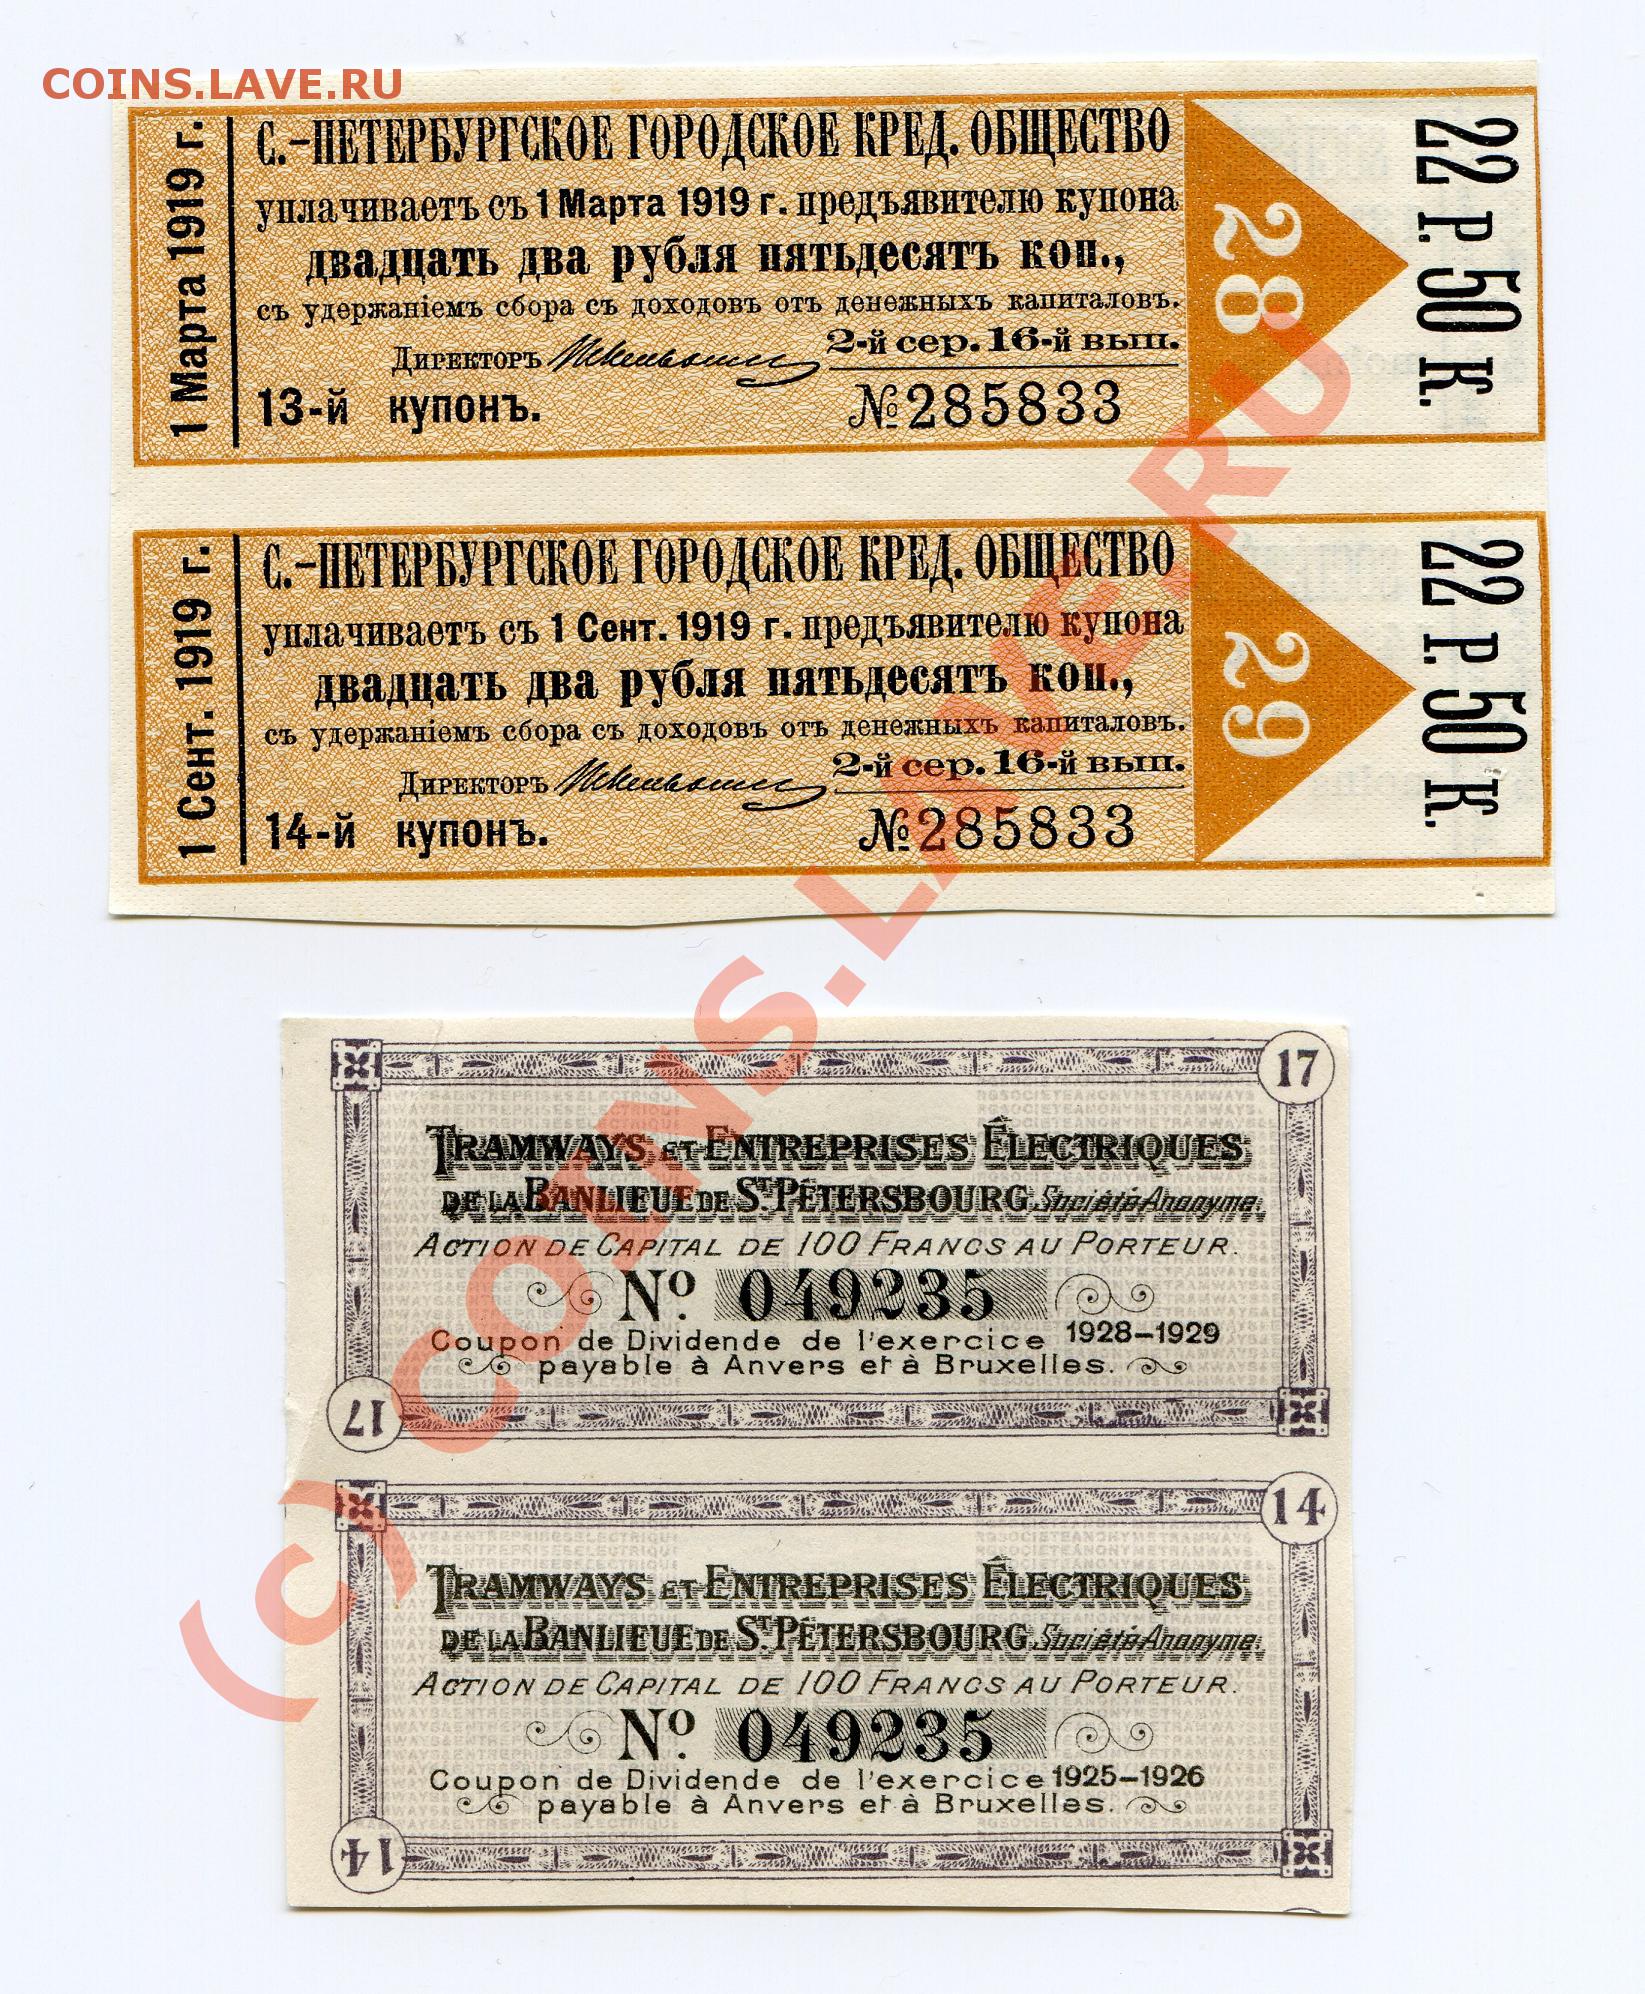 COINS.LAVE.RU
1 Марта 1919 г.
С.-ПЕТЕРБУРГСКОЕ ГОРОДСКОЕ КРЕД. ОБЩЕСТВО
уплачиваетъ съ 1 Марта 1919 г. предъявителю купона
двадцать два рубля пятьдесятъ коп.,
съ удержаніемъ сбора съ доходовъ отъ денежныхъ капиталовъ.
Директоръ
2-й сер. 16-й вып.
13-й купонъ.
№ 285833
28
22 Р. 50 К.
1 Сент. 1919 г.
С.-ПЕТЕРБУРГСКОЕ ГОРОДСКОЕ КРЕД. ОБЩЕСТВО
уплачиваетъ съ 1 Сент. 1919 г. предъявителю купона
двадцать два рубля пятьдесятъ коп.,
съ удержаніемъ сбора съ доходовъ отъ денежныхъ капиталовъ.
Директоръ
2-й сер. 16-й вып.
14-й купонъ.
№ 285833
29
22 Р. 50 К.
(c) COINS.LAVE.RU
17
TRAMWAYS ET ENTREPRISES ÉLECTRIQUES
DE LA BANLIEUE DE ST. PÉTERSBOURG. Société Anonyme.
ACTION DE CAPITAL DE 100 FRANCS AU PORTEUR.
No. 049235
Coupon de Dividende de l'exercice 1928-1929
payable à Anvers et à Bruxelles.
17
14
TRAMWAYS ET ENTREPRISES ÉLECTRIQUES
DE LA BANLIEUE DE ST. PÉTERSBOURG. Société Anonyme.
ACTION DE CAPITAL DE 100 FRANCS AU PORTEUR.
No. 049235
Coupon de Dividende de l'exercice 1925-1926
payable à Anvers et à Bruxelles.
14